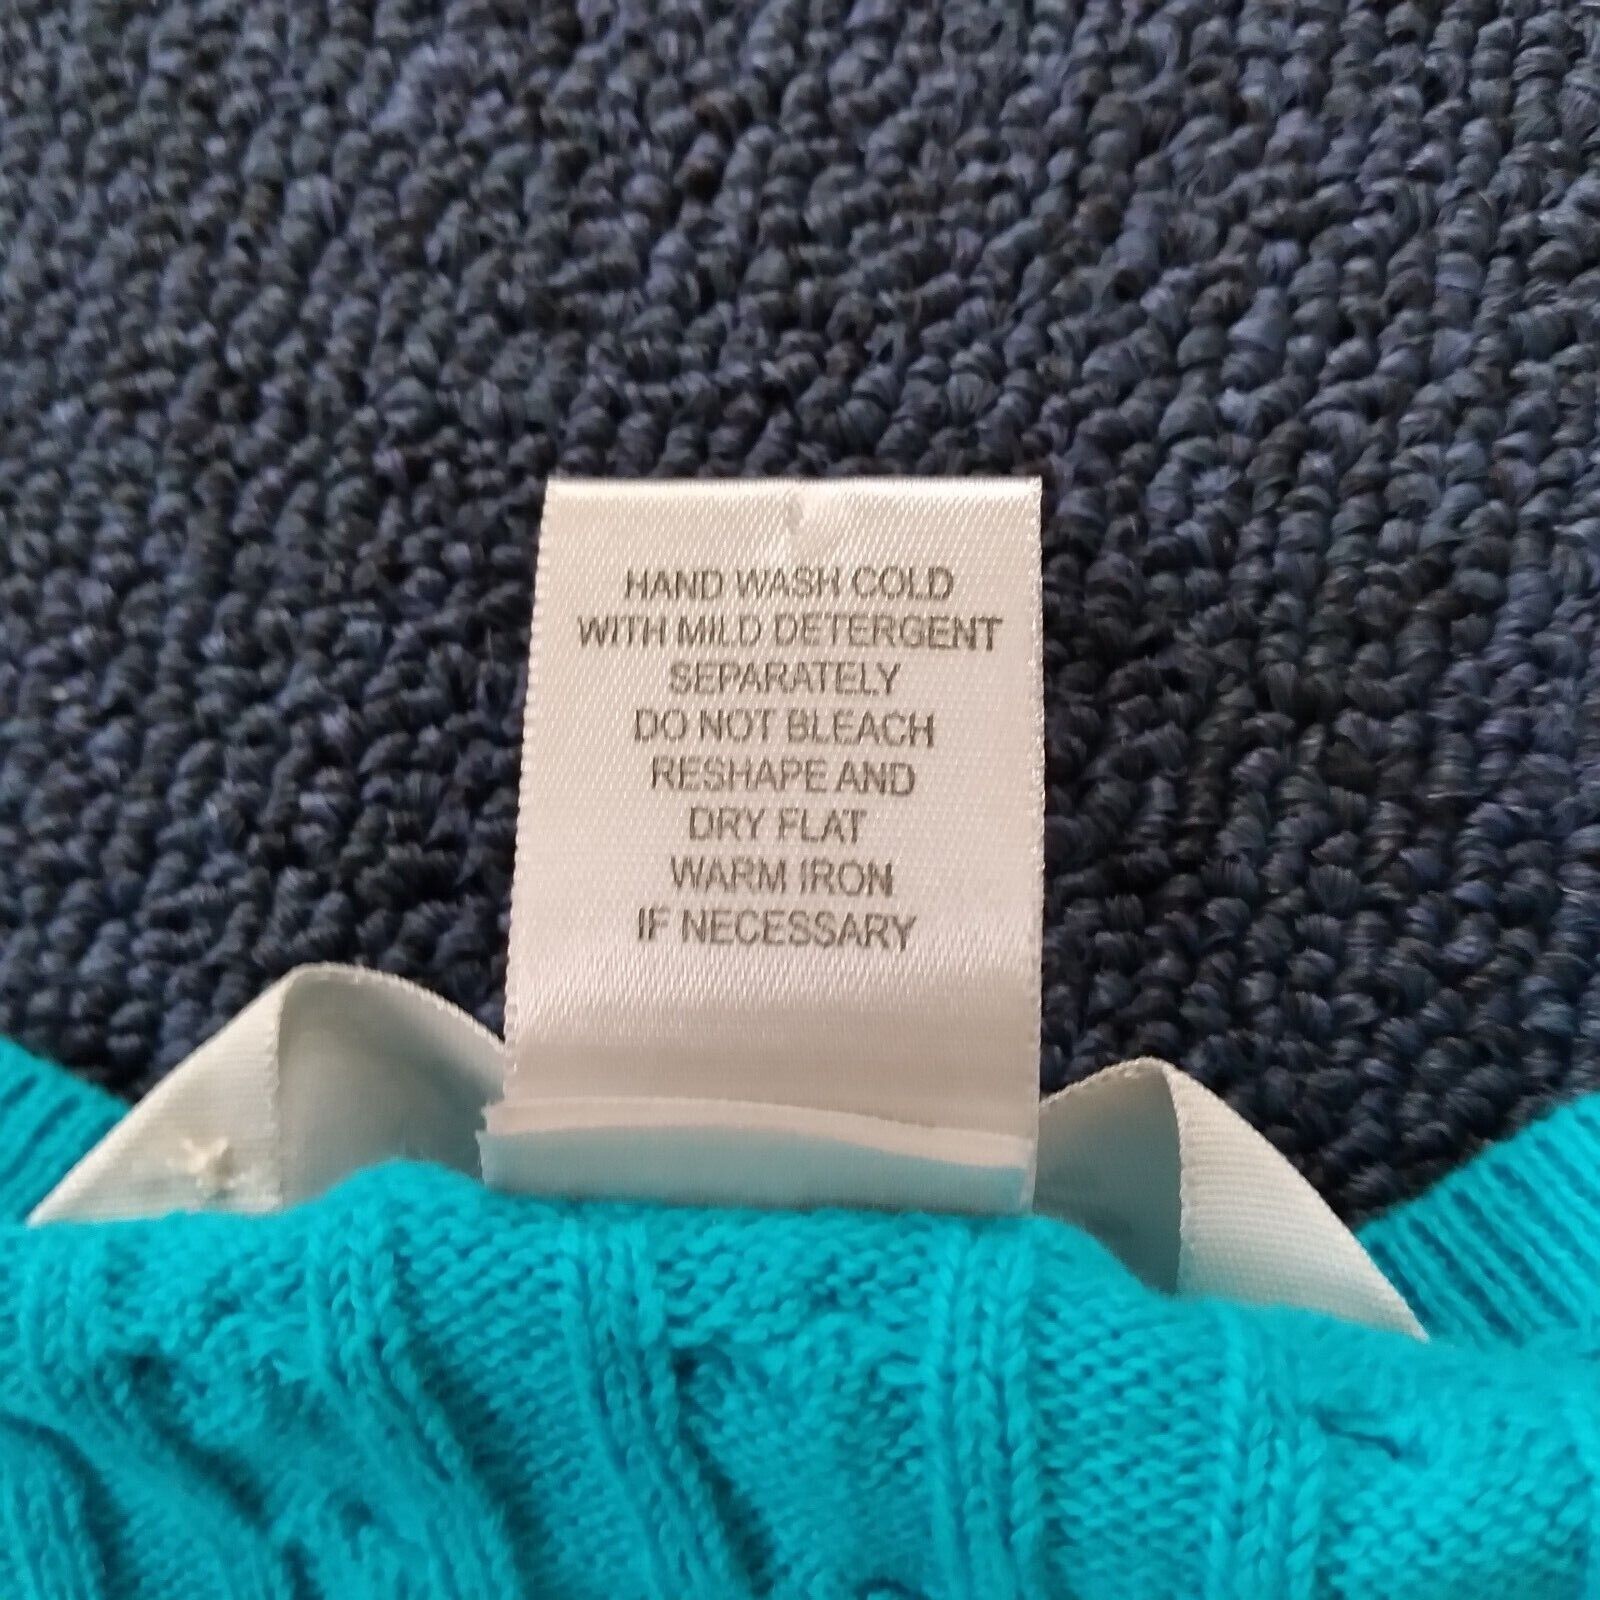 HAND WASH COLD
WITH MILD DETERGENT
SEPARATELY
DO NOT BLEACH
RESHAPE AND
DRY FLAT
WARM IRON
IF NECESSARY